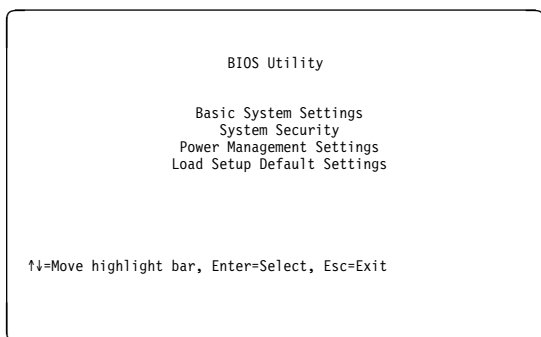 BIOS Utility
Basic System Settings
System Security
Power Management Settings
Load Setup Default Settings
↑↓=Move highlight bar, Enter=Select, Esc=Exit